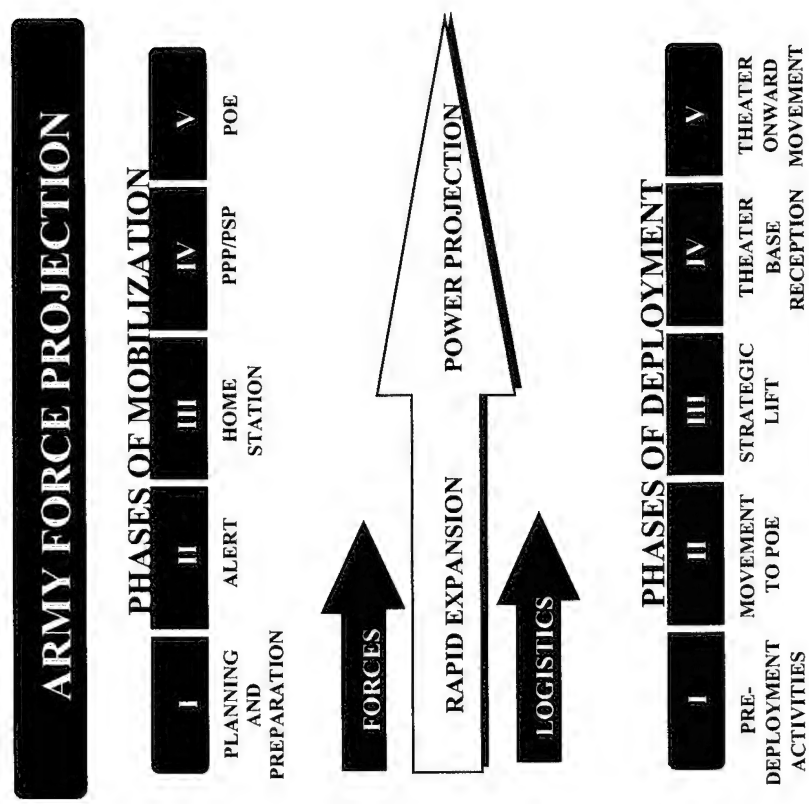 ARMY FORCE PROJECTION
PHASES OF MOBILIZATION
I
II
III
IV
V
PLANNING
AND
PREPARATION
ALERT
HOME
STATION
PPP/PSP
POE
FORCES
RAPID EXPANSION
POWER PROJECTION
LOGISTICS
PHASES OF DEPLOYMENT
I
II
III
IV
V
PRE-
DEPLOYMENT
ACTIVITIES
MOVEMENT
TO POE
STRATEGIC
LIFT
THEATER
BASE
RECEPTION
THEATER
ONWARD
MOVEMENT